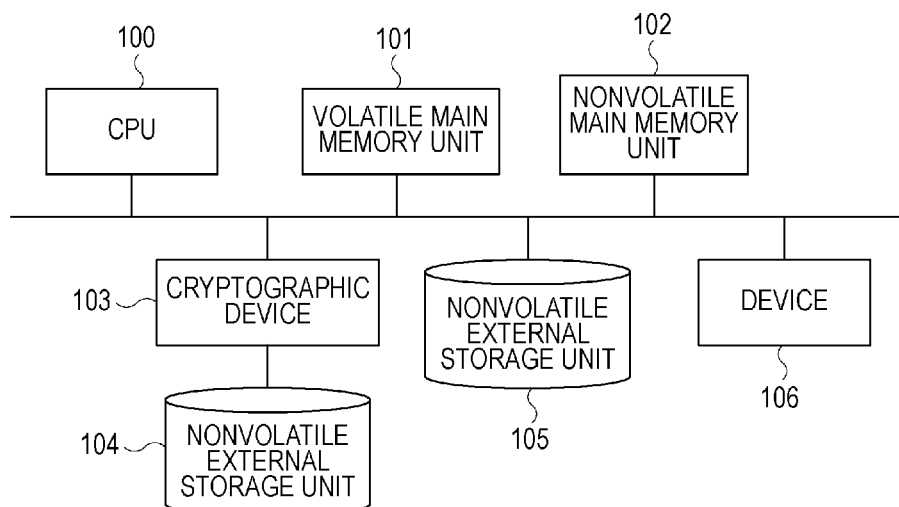 100
CPU
101
VOLATILE MAIN
MEMORY UNIT
102
NONVOLATILE
MAIN MEMORY
UNIT
103
CRYPTOGRAPHIC
DEVICE
104
NONVOLATILE
EXTERNAL
STORAGE UNIT
NONVOLATILE
EXTERNAL
STORAGE UNIT
105
DEVICE
106